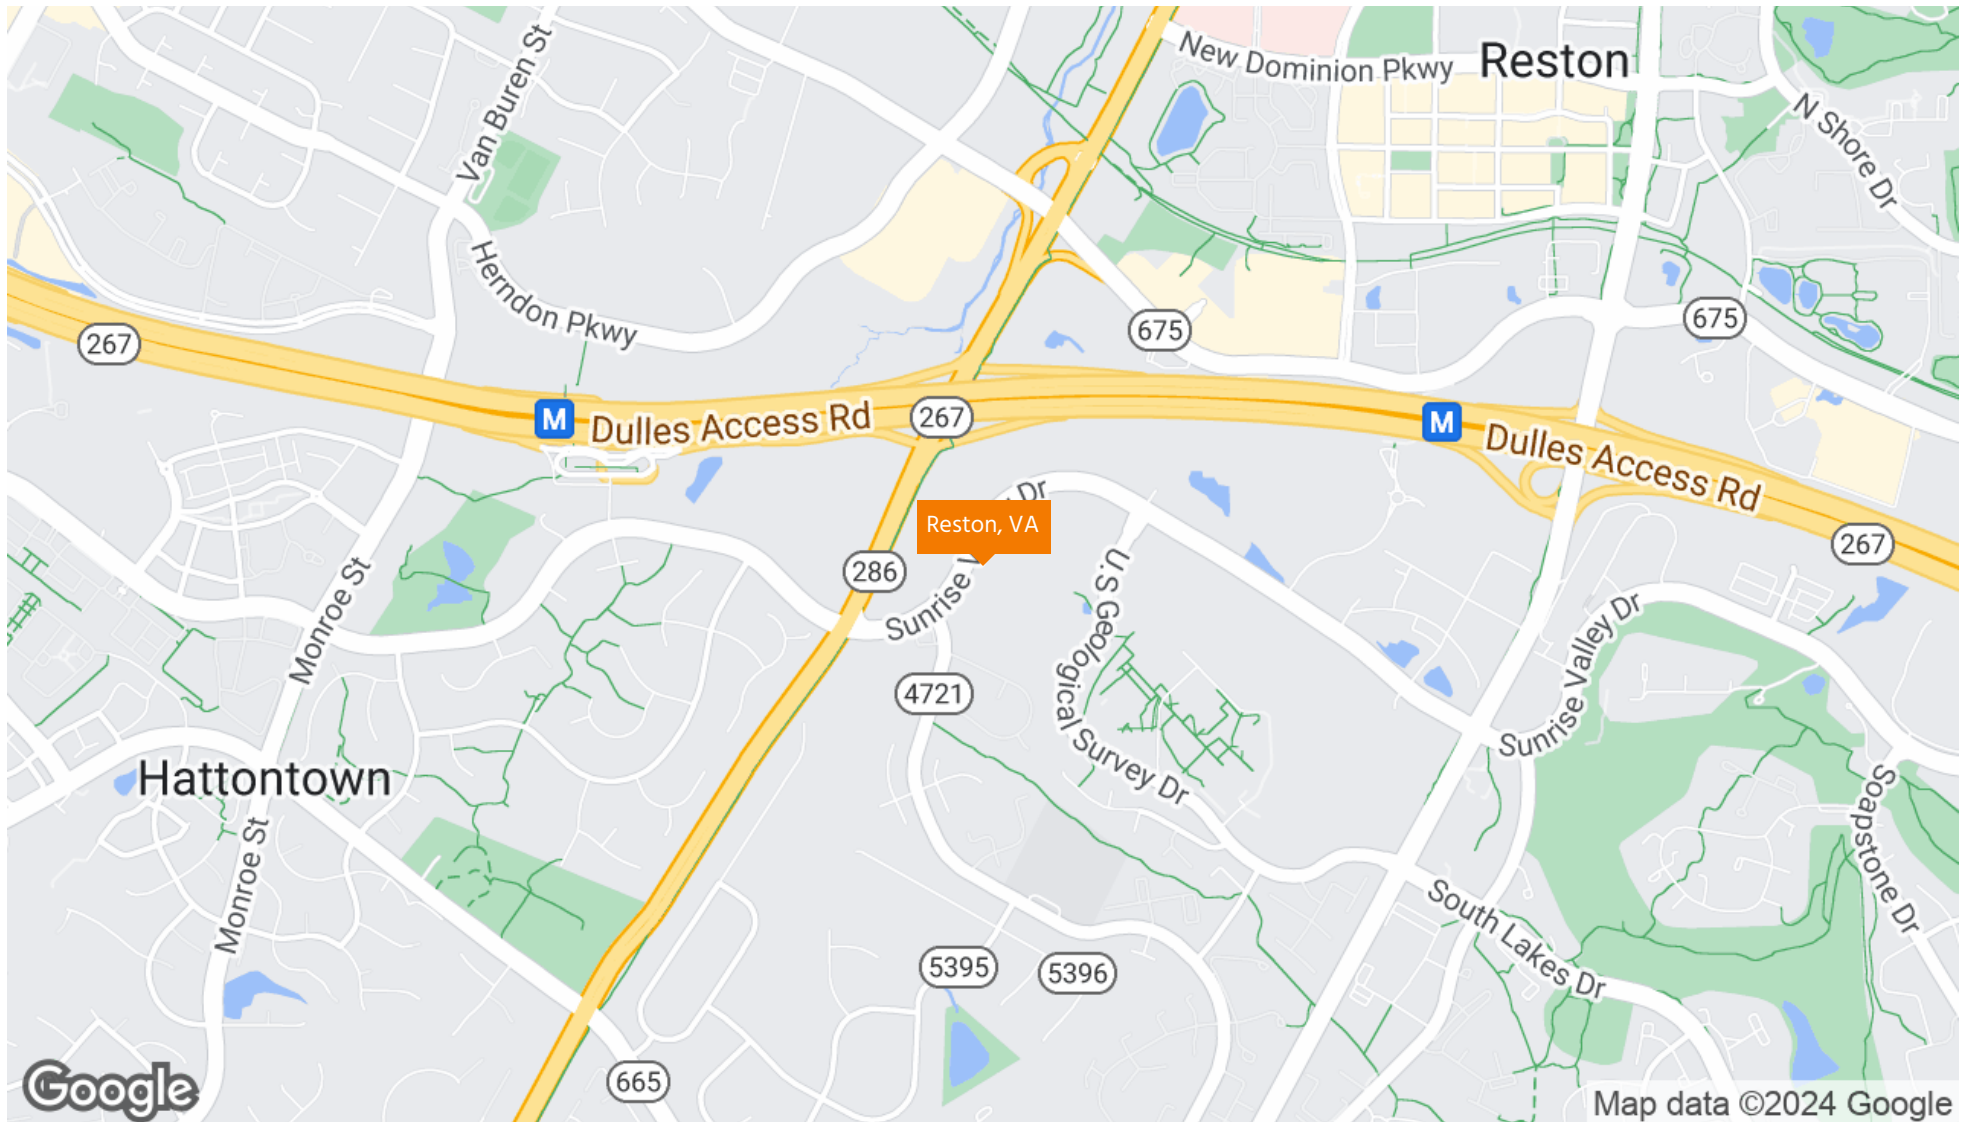 New Dominion Pkwy
Reston
Van Buren St
N Shore Dr
Herndon Pkwy
267
675
675
M
Dulles Access Rd
267
M
Dulles Access Rd
267
Dr
Reston, VA
286
Sunrise
U.S Geological Survey Dr
Monroe St
Sunrise Valley Dr
4721
Hattontown
Soapstone Dr
Monroe St
South Lakes Dr
5395
5396
665
Google
Map data ©2024 Google